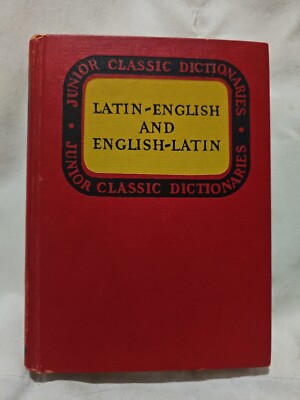 JUNIOR CLASSIC DICTIONARIES •
LATIN-ENGLISH
AND
ENGLISH-LATIN
JUNIOR CLASSIC DICTIONARIES •